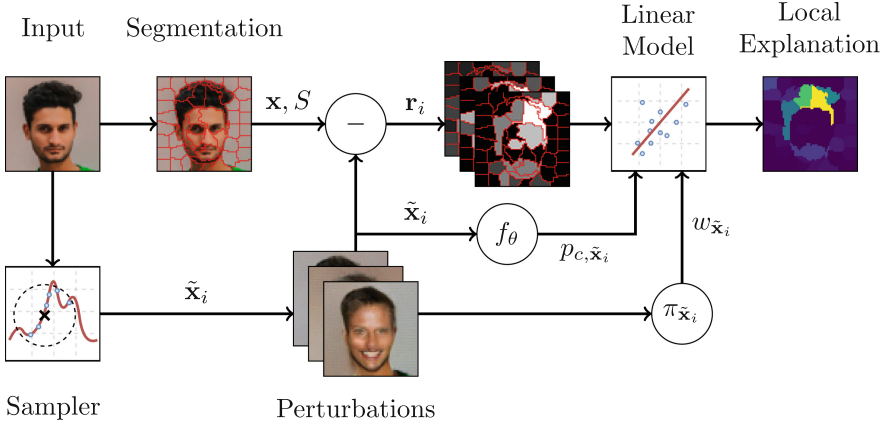 Input
Segmentation
Linear
Model
Local
Explanation
x, S
−
r_i
x̃_i
f_θ
p_{c,x̃_i}
w_{x̃_i}
x̃_i
π_{x̃_i}
Sampler
Perturbations